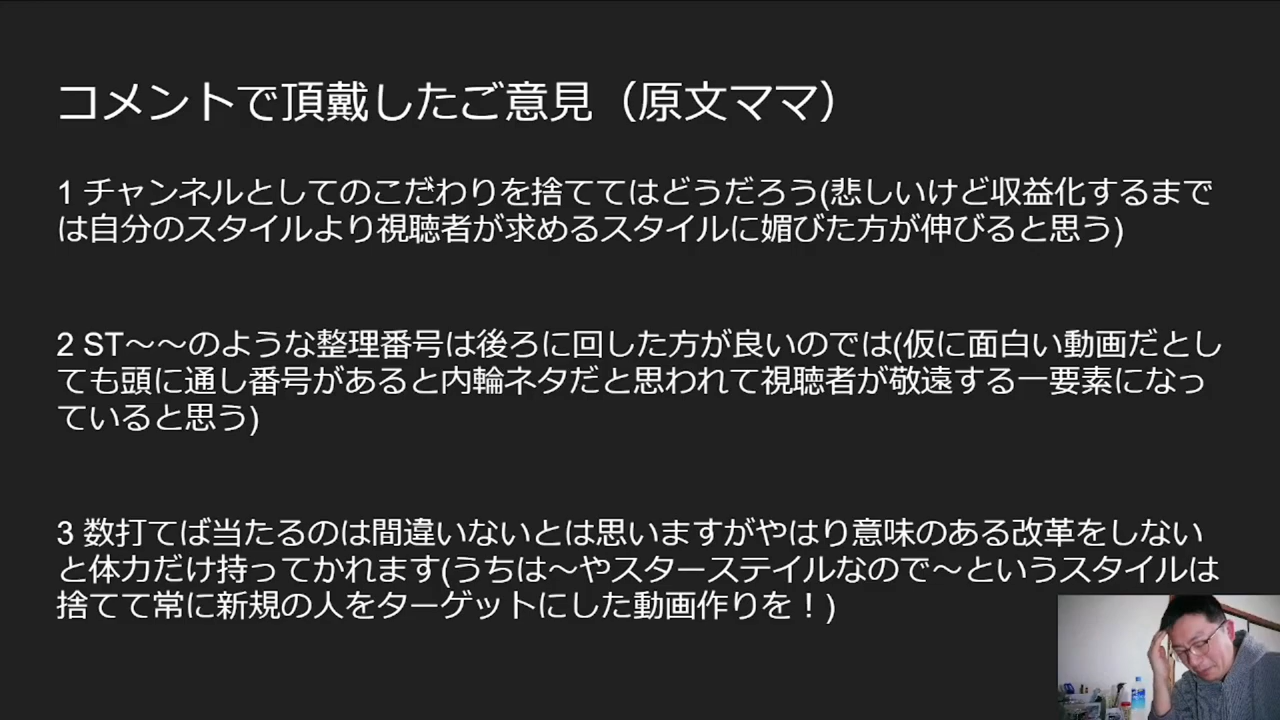 コメントで頂戴したご意見（原文ママ）
1 チャンネルとしてのこだわりを捨ててはどうだろう(悲しいけど収益化するまで
は自分のスタイルより視聴者が求めるスタイルに媚びた方が伸びると思う)
2 ST〜〜のような整理番号は後ろに回した方が良いのでは(仮に面白い動画だとし
ても頭に通し番号があると内輪ネタだと思われて視聴者が敬遠する一要素になっ
ていると思う)
3 数打てば当たるのは間違いないとは思いますがやはり意味のある改革をしない
と体力だけ持ってかれます(うちは〜やスターステイルなので〜というスタイルは
捨てて常に新規の人をターゲットにした動画作りを！)